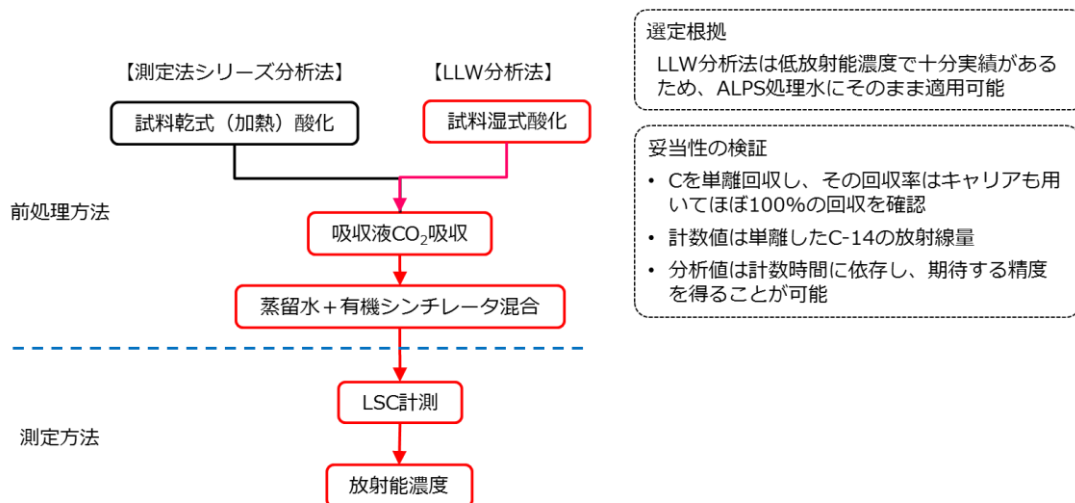 【測定法シリーズ分析法】
【LLW分析法】
試料乾式（加熱）酸化
試料湿式酸化
前処理方法
吸収液CO₂吸収
蒸留水＋有機シンチレータ混合
LSC計測
測定方法
放射能濃度
選定根拠
LLW分析法は低放射能濃度で十分実績がある
ため、ALPS処理水にそのまま適用可能
妥当性の検証
• Cを単離回収し、その回収率はキャリアも用
いてほぼ100%の回収を確認
• 計数値は単離したC-14の放射線量
• 分析値は計数時間に依存し、期待する精度
を得ることが可能